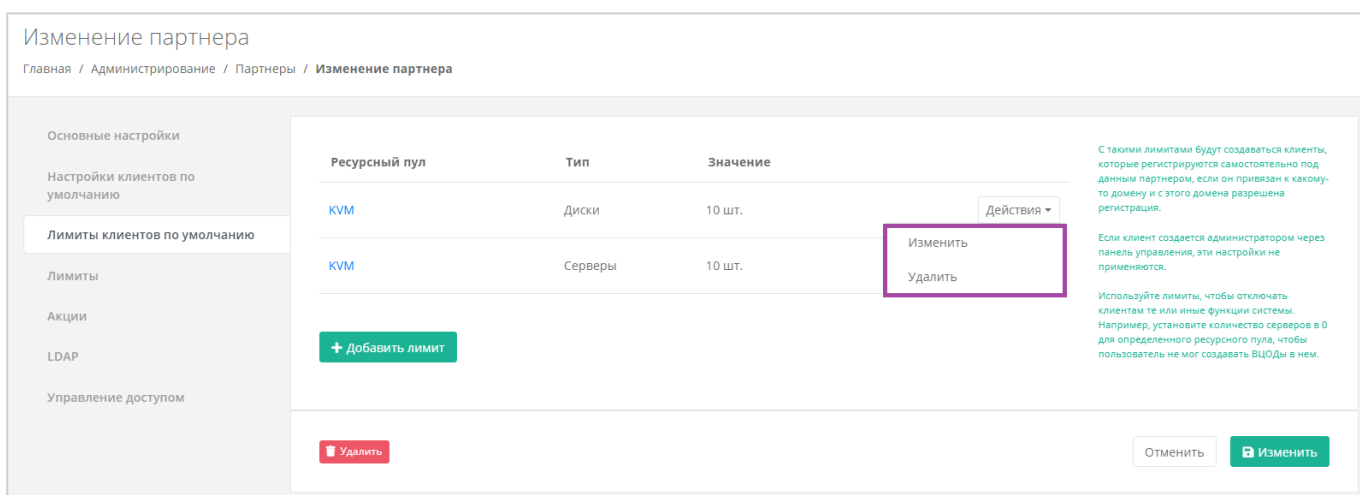 Изменение партнера
Главная / Администрирование / Партнеры / Изменение партнера
Основные настройки
Настройки клиентов по
умолчанию
Лимиты клиентов по умолчанию
Лимиты
Акции
LDAP
Управление доступом
Ресурсный пул Тип Значение
KVM Диски 10 шт. Действия
Изменить
KVM Серверы 10 шт.
Удалить
+ Добавить лимит
С такими лимитами будут создаваться клиенты,
которые регистрируются самостоятельно под
данным партнером, если он привязан к какому-
то домену и с этого домена разрешена
регистрация.
Если клиент создается администратором через
панель управления, эти настройки не
применяются.
Используйте лимиты, чтобы отключать
клиентам те или иные функции системы.
Например, установите количество серверов в 0
для определенного ресурсного пула, чтобы
пользователь не мог создавать ВЦОДы в нем.
Удалить
Отменить
Изменить